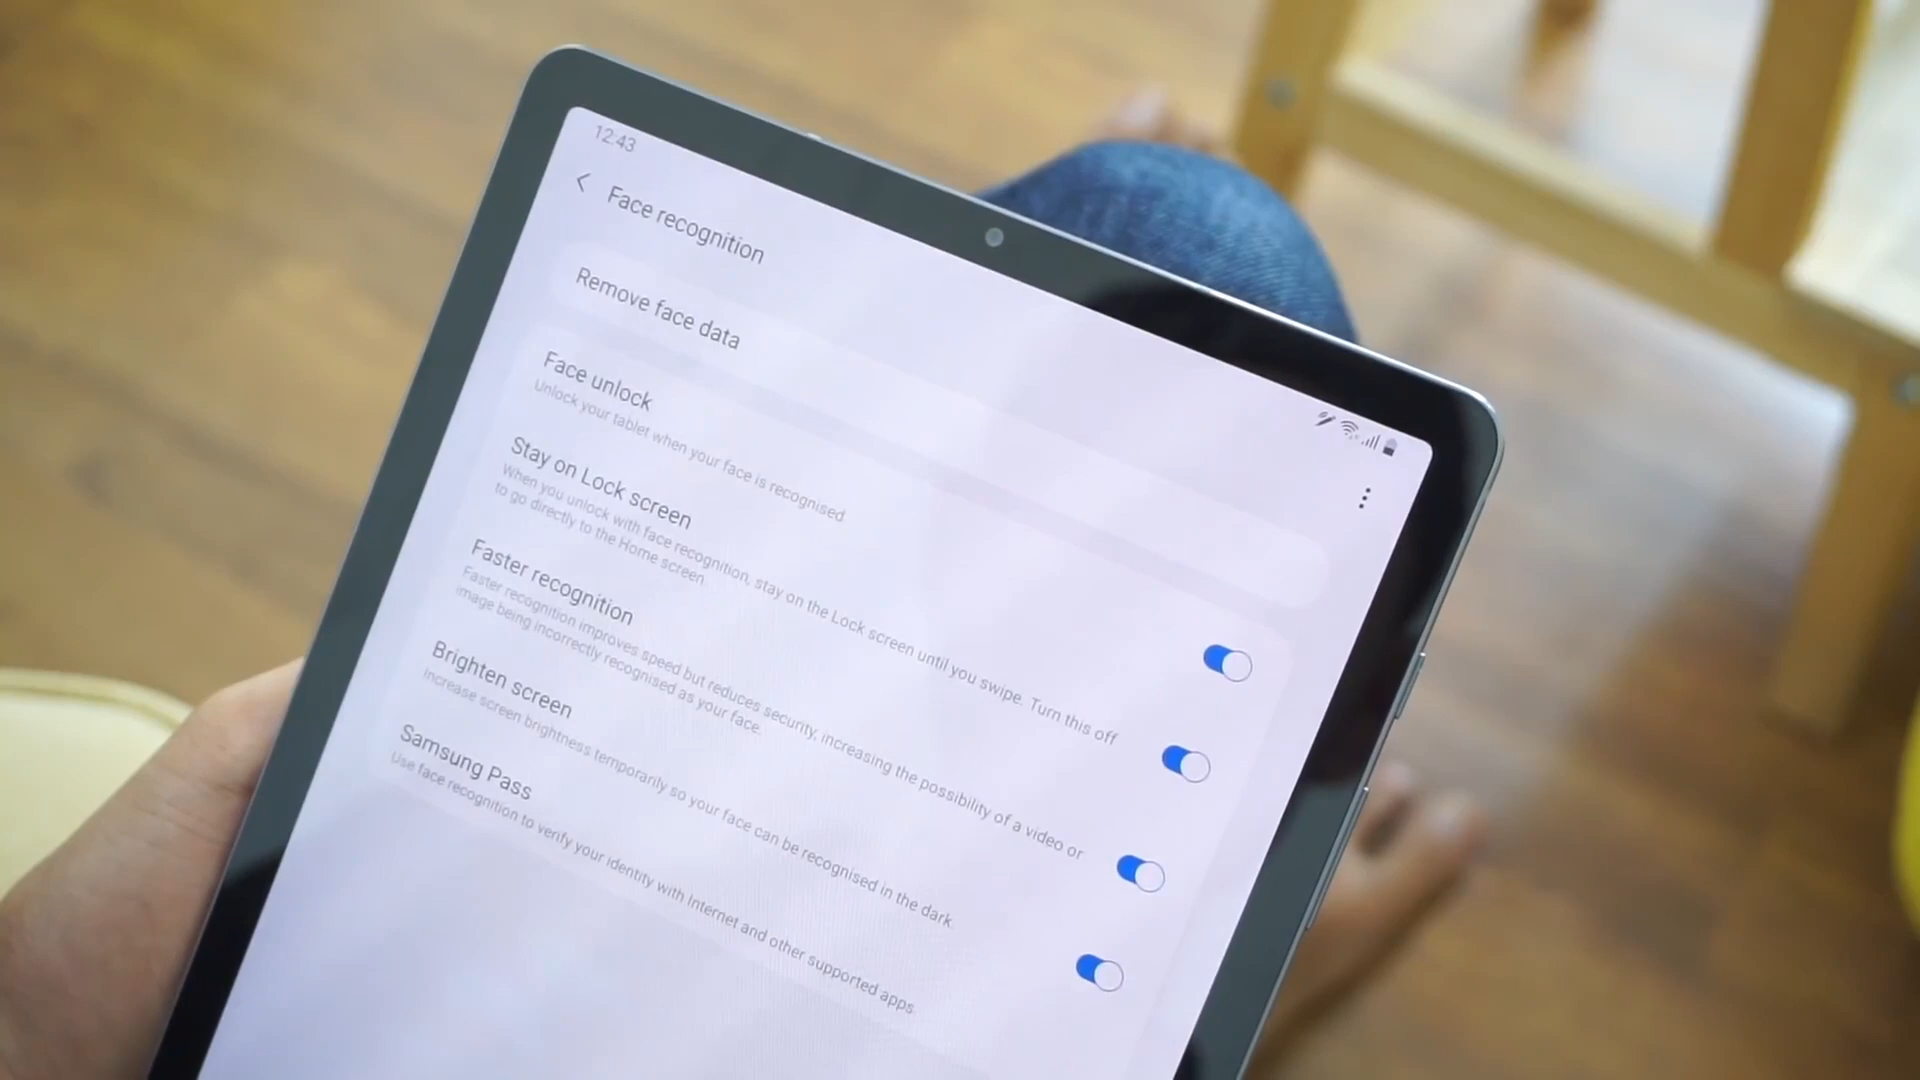 12:43
Face recognition
Remove face data
Face unlock
Unlock your tablet when your face is recognised.
Stay on Lock screen
When you unlock with face recognition, stay on the Lock screen until you swipe. Turn this off
to go directly to the Home screen.
Faster recognition
Faster recognition improves speed but reduces security, increasing the possibility of a video or
image being incorrectly recognised as your face.
Brighten screen
Increase screen brightness temporarily so your face can be recognised in the dark.
Samsung Pass
Use face recognition to verify your identity with Internet and other supported apps.